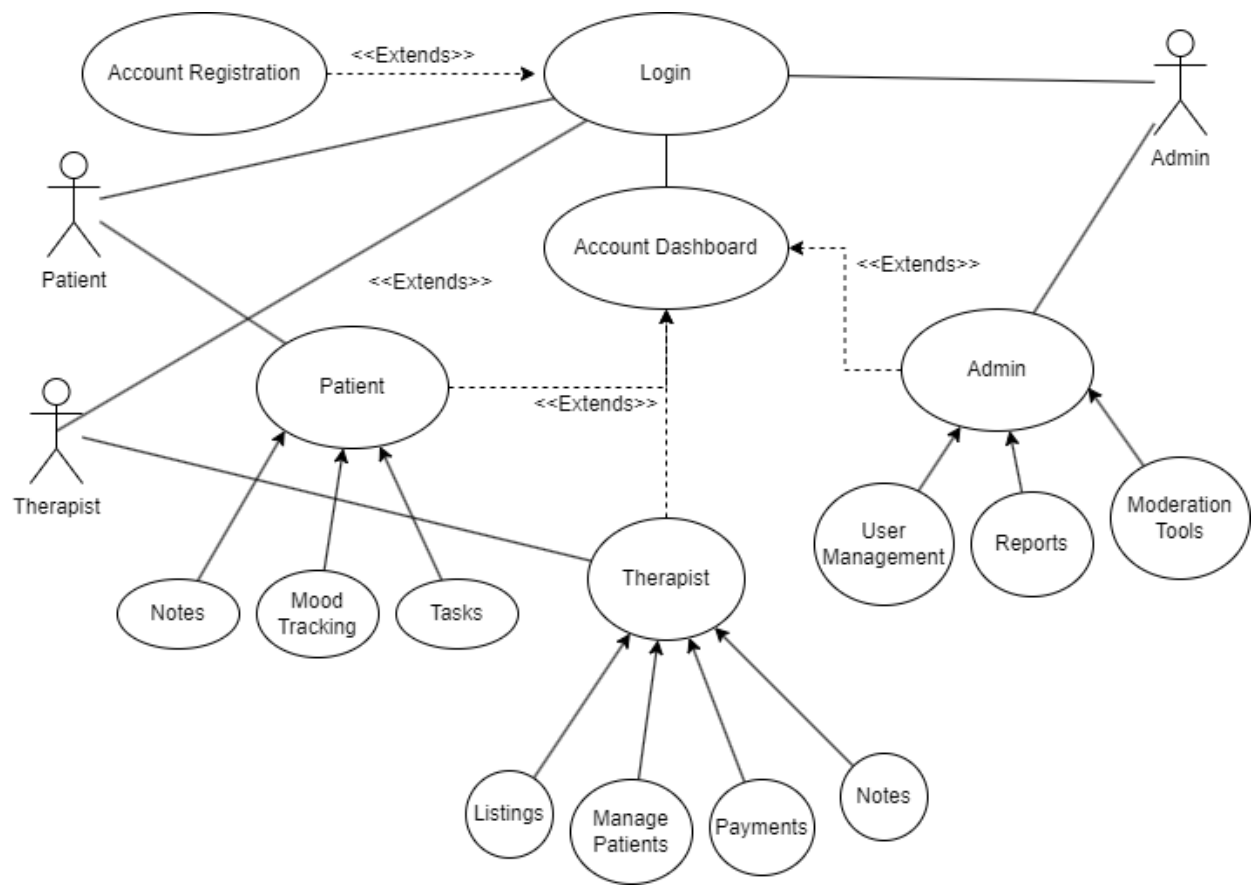 <<Extends>>
Account Registration
Login
Admin
Account Dashboard
<<Extends>>
Patient
<<Extends>>
Admin
Patient
<<Extends>>
Therapist
Moderation
Tools
User
Management
Reports
Therapist
Notes
Mood
Tracking
Tasks
Listings
Manage
Patients
Payments
Notes